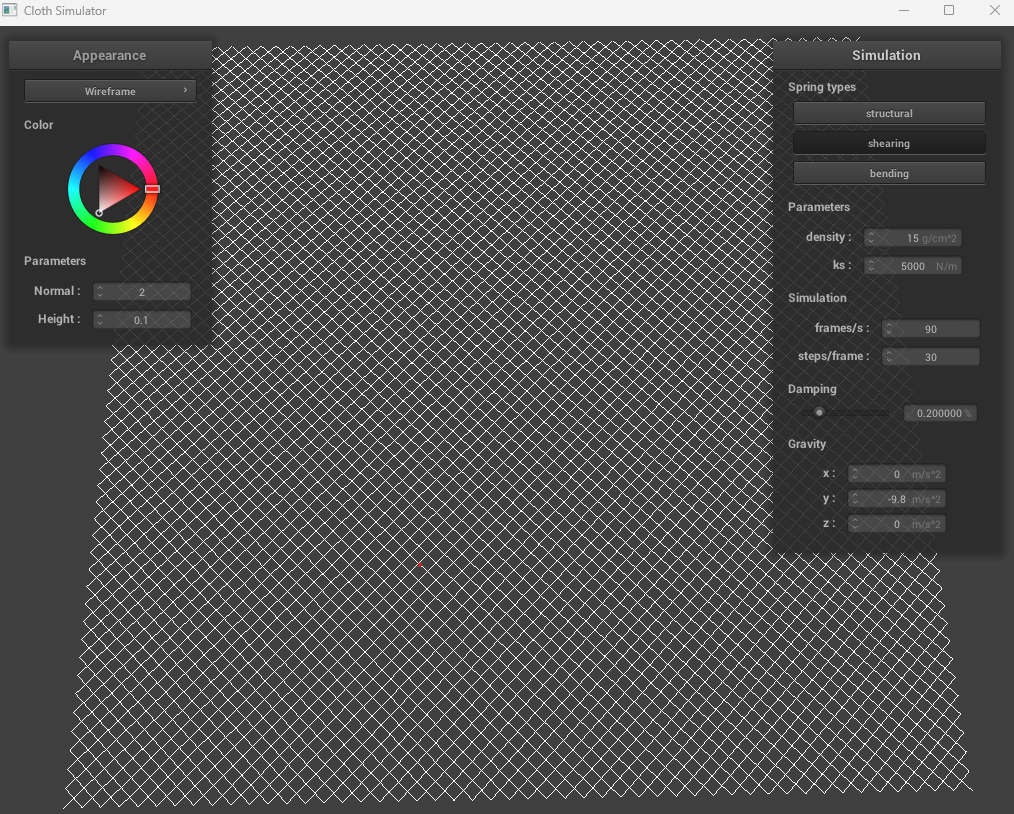 Cloth Simulator
Appearance
Wireframe
Color
Parameters
Normal : 2
Height : 0.1
Simulation
Spring types
structural
shearing
bending
Parameters
density : 15 g/cm^2
ks : 5000 N/m
Simulation
frames/s : 90
steps/frame : 30
Damping
0.200000 %
Gravity
x : 0 m/s^2
y : -9.8 m/s^2
z : 0 m/s^2